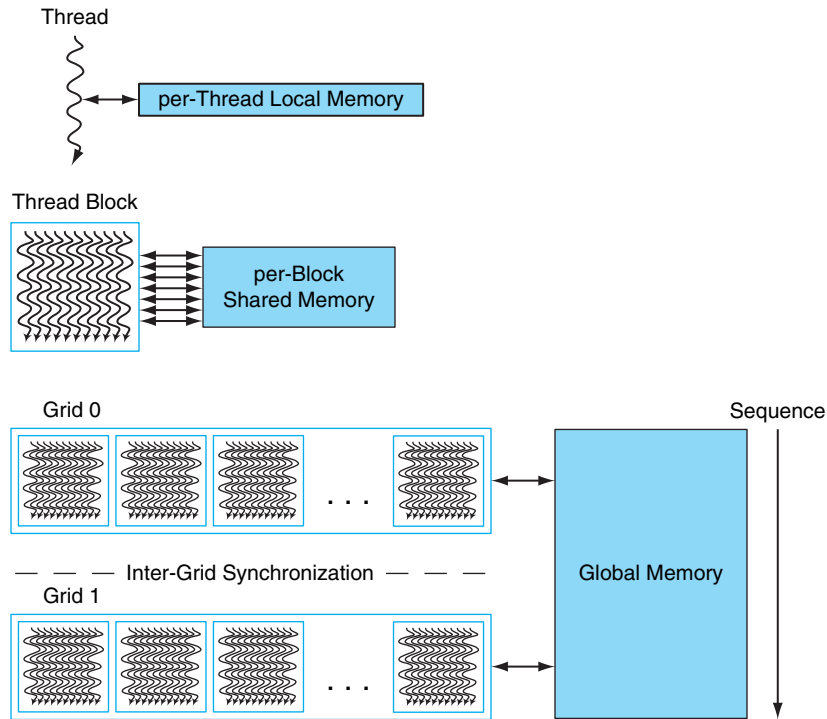 Thread
per-Thread Local Memory
Thread Block
per-Block
Shared Memory
Grid 0
Sequence
. . .
Inter-Grid Synchronization
Global Memory
Grid 1
. . .